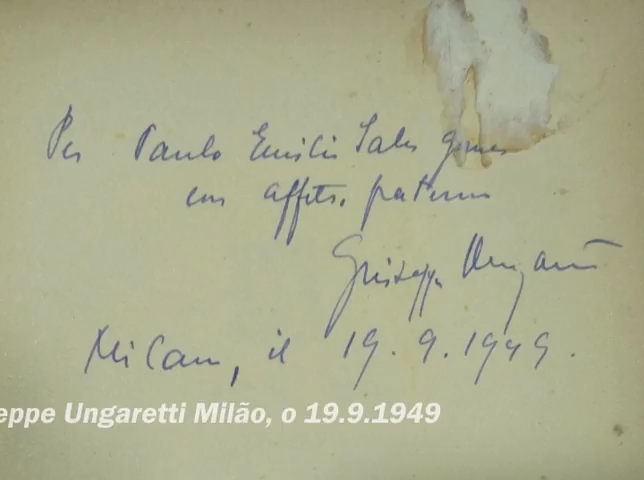 Per Paulo Emilio Sales gomes
con affetto paterno
Giuseppe Ungaretti
Milano, il 19.9.1949.
eppe Ungaretti Milão, o 19.9.1949